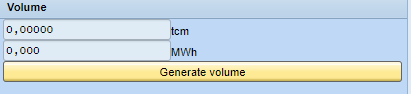 Volume
0,00000 tcm
0,000 MWh
Generate volume